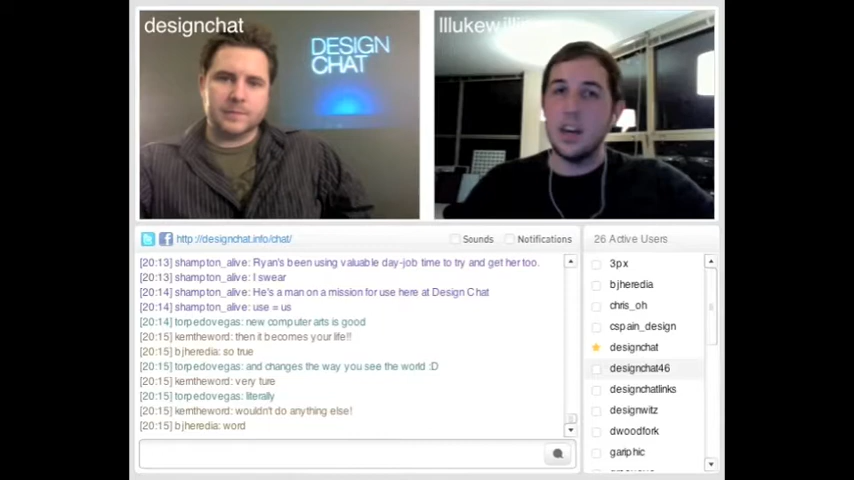 designchat
DESIGN
CHAT
http://designchat.info/chat/
Sounds
Notifications
26 Active Users
[20:13] shampton_alive: Ryan's been using valuable day-job time to try and get her too.
[20:13] shampton_alive: I swear
[20:14] shampton_alive: He's a man on a mission for use here at Design Chat
[20:14] shampton_alive: use = us
[20:14] torpedovegas: new computer arts is good
[20:15] kerntheword: then it becomes your life!!
[20:15] bjheredia: so true
[20:15] torpedovegas: and changes the way you see the world :D
[20:15] kerntheword: very ture
[20:15] torpedovegas: literally
[20:15] kerntheword: wouldn't do anything else!
[20:15] bjheredia: word
3px
bjheredia
chris_oh
cspain_design
designchat
designchat46
designchatlinks
designwitz
dwoodfork
gariphic